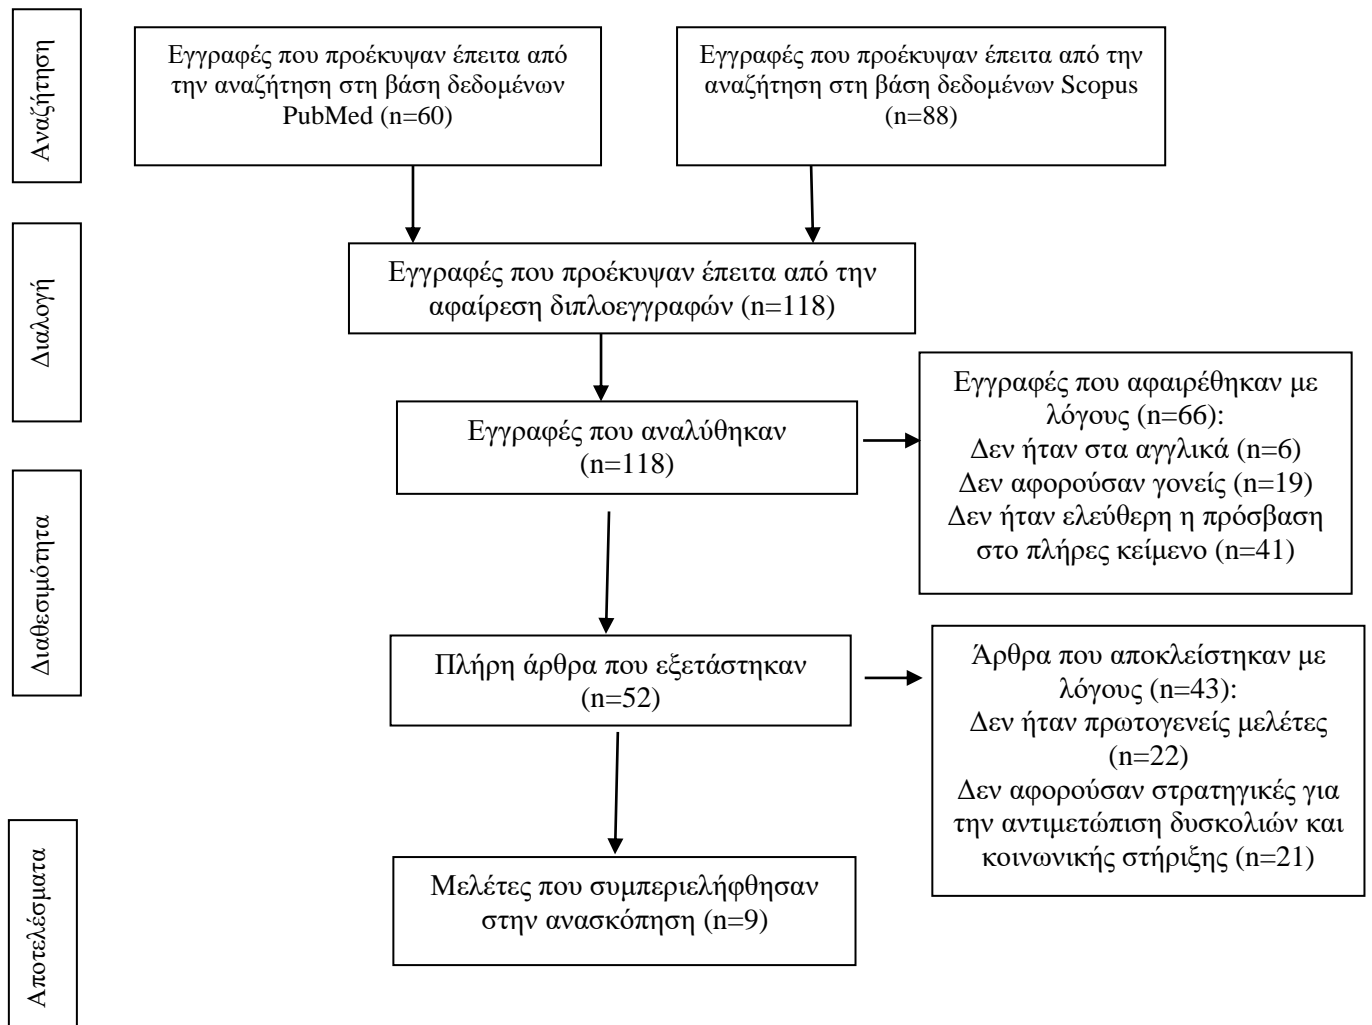 Αναζήτηση
Εγγραφές που προέκυψαν έπειτα από
την αναζήτηση στη βάση δεδομένων
PubMed (n=60)
Εγγραφές που προέκυψαν έπειτα από την
αναζήτηση στη βάση δεδομένων Scopus
(n=88)
Διαλογή
Εγγραφές που προέκυψαν έπειτα από την
αφαίρεση διπλοεγγραφών (n=118)
Εγγραφές που αναλύθηκαν
(n=118)
Εγγραφές που αφαιρέθηκαν με
λόγους (n=66):
Δεν ήταν στα αγγλικά (n=6)
Δεν αφορούσαν γονείς (n=19)
Δεν ήταν ελεύθερη η πρόσβαση
στο πλήρες κείμενο (n=41)
Διαθεσιμότητα
Πλήρη άρθρα που εξετάστηκαν
(n=52)
Άρθρα που αποκλείστηκαν με
λόγους (n=43):
Δεν ήταν πρωτογενείς μελέτες
(n=22)
Δεν αφορούσαν στρατηγικές για
την αντιμετώπιση δυσκολιών και
κοινωνικής στήριξης (n=21)
Αποτελέσματα
Μελέτες που συμπεριελήφθησαν
στην ανασκόπηση (n=9)